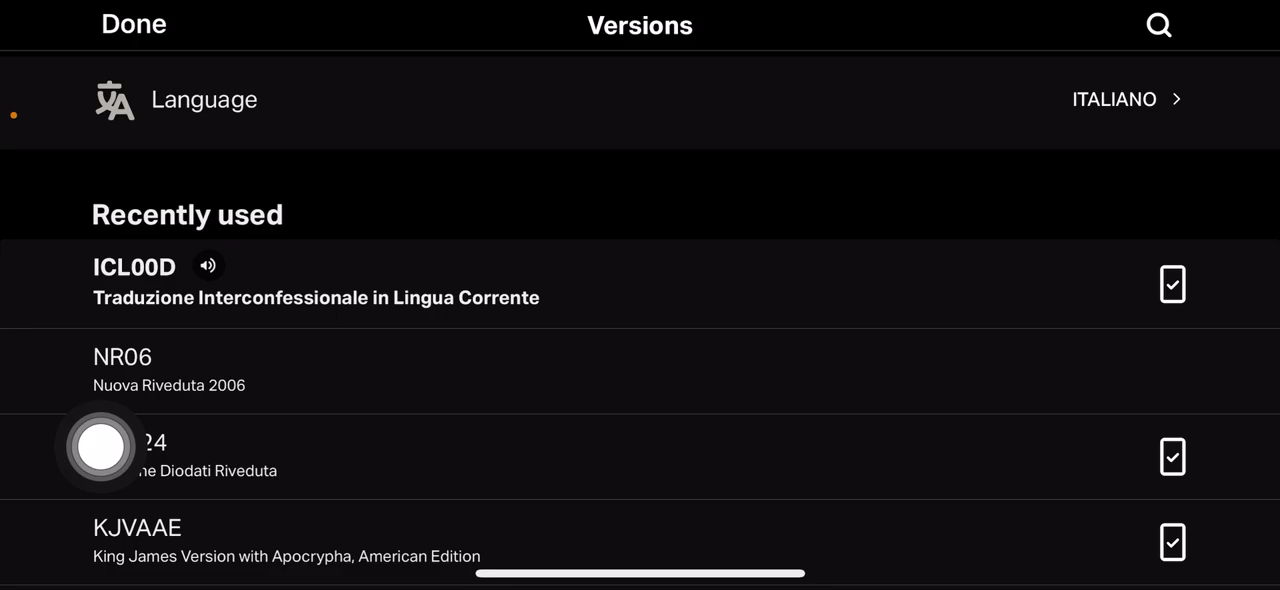 Done
Versions
Language
ITALIANO
Recently used
ICL00D
Traduzione Interconfessionale in Lingua Corrente
NR06
Nuova Riveduta 2006
24
Diodati Riveduta
KJVAAE
King James Version with Apocrypha, American Edition